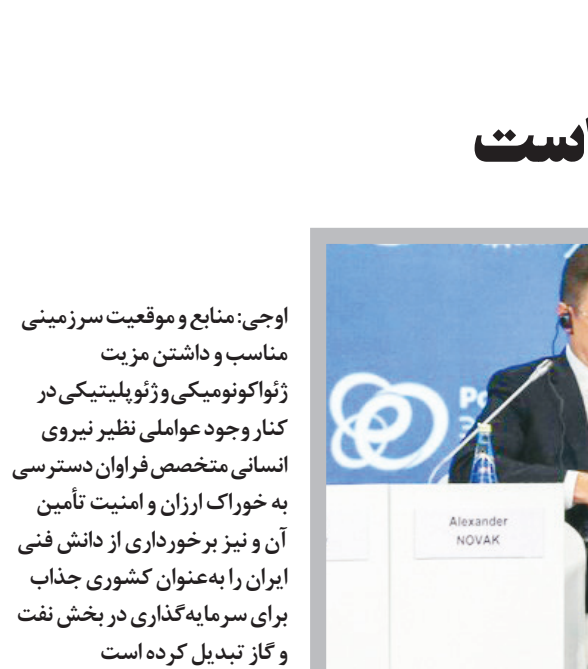 است
اوجی: منابع و موقعیت سرزمینی
مناسب و داشتن مزیت
ژئواکونومیکی و ژئوپلیتیکی در
کنار وجود عواملی نظیر نیروی
انسانی متخصص فراوان دسترسی
به خوراک ارزان و امنیت تأمین
آن و نیز برخورداری از دانش فنی
ایران را به‌عنوان کشوری جذاب
برای سرمایه‌گذاری در بخش نفت
و گاز تبدیل کرده است
Alexander
NOVAK